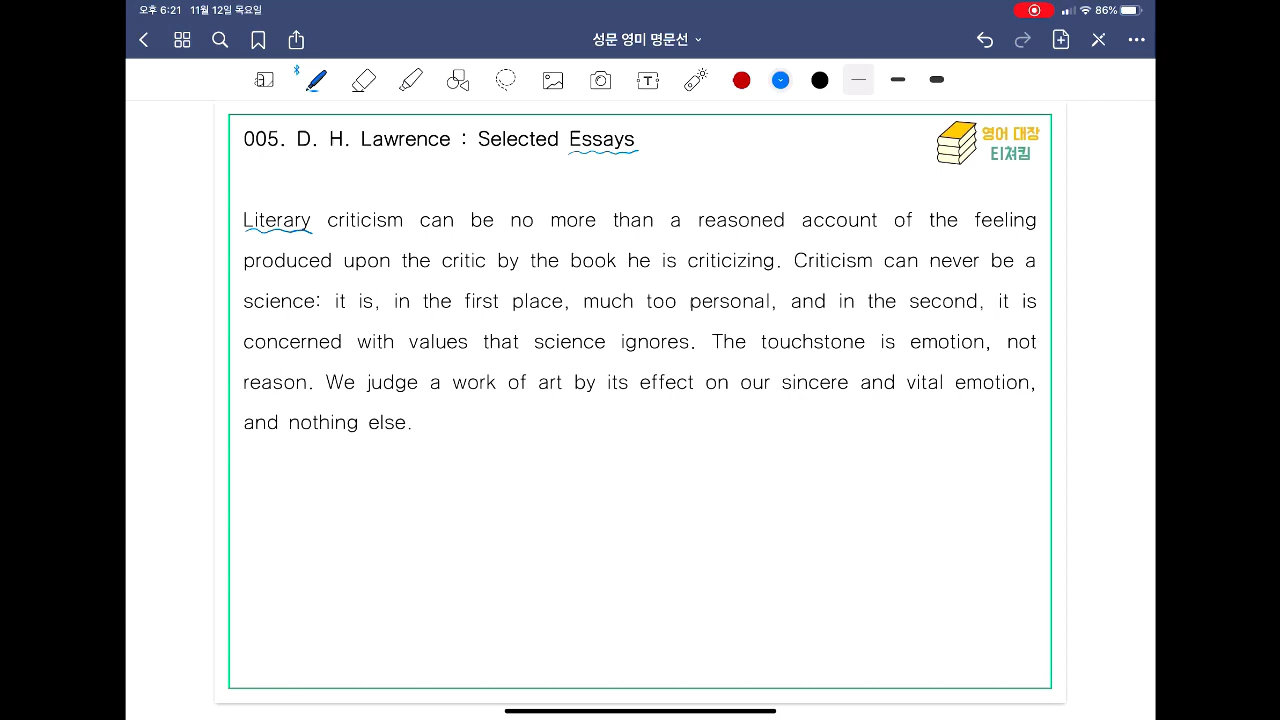 오후 6:21 11월 12일 목요일
86%
성문 영미 명문선
005. D. H. Lawrence : Selected Essays
영어 대장
티쳐킴
Literary criticism can be no more than a reasoned account of the feeling
produced upon the critic by the book he is criticizing. Criticism can never be a
science: it is, in the first place, much too personal, and in the second, it is
concerned with values that science ignores. The touchstone is emotion, not
reason. We judge a work of art by its effect on our sincere and vital emotion,
and nothing else.